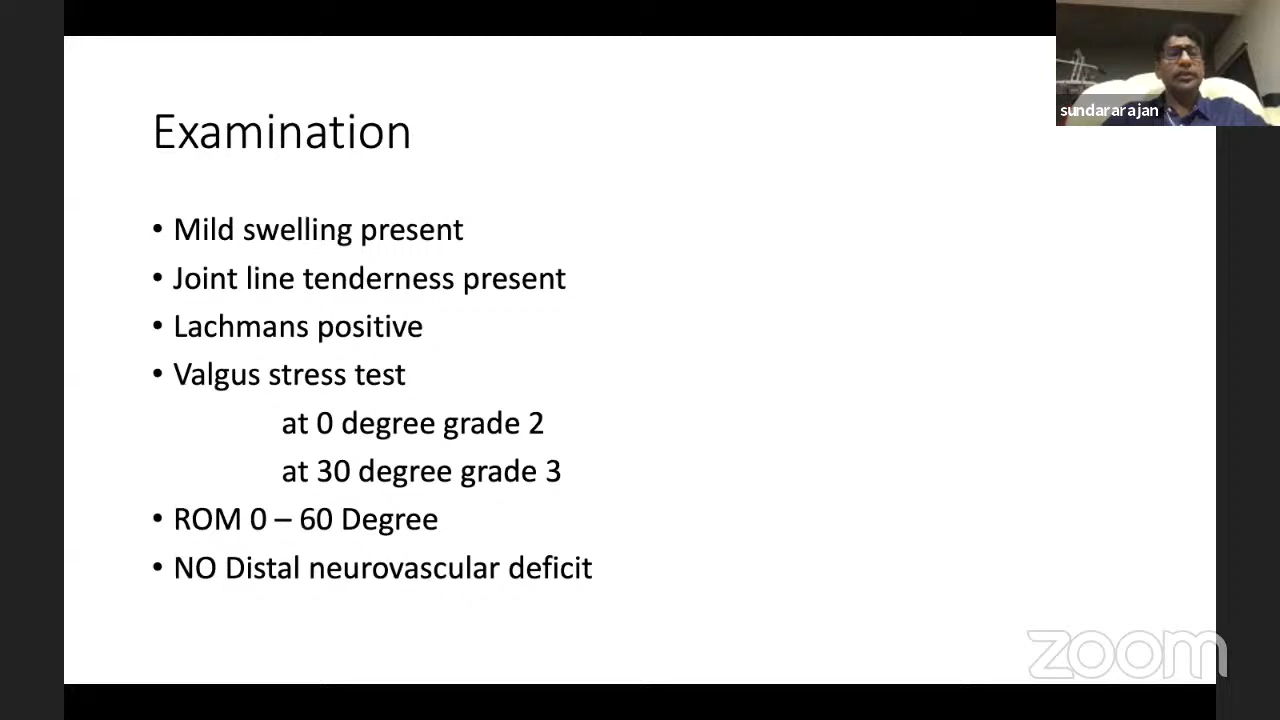 sundararajan
Examination
• Mild swelling present
• Joint line tenderness present
• Lachmans positive
• Valgus stress test
at 0 degree grade 2
at 30 degree grade 3
• ROM 0 – 60 Degree
• NO Distal neurovascular deficit
zoom